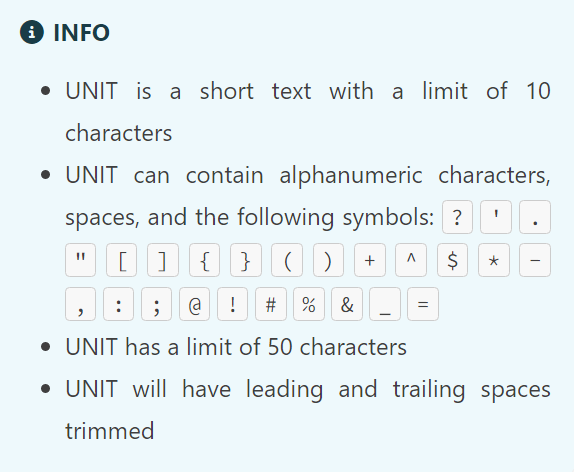 INFO
UNIT is a short text with a limit of 10
characters
UNIT can contain alphanumeric characters,
spaces, and the following symbols: ? ' .
" [ ] { } ( ) + ^ $ * -
, : ; @ ! # % & _ =
UNIT has a limit of 50 characters
UNIT will have leading and trailing spaces
trimmed